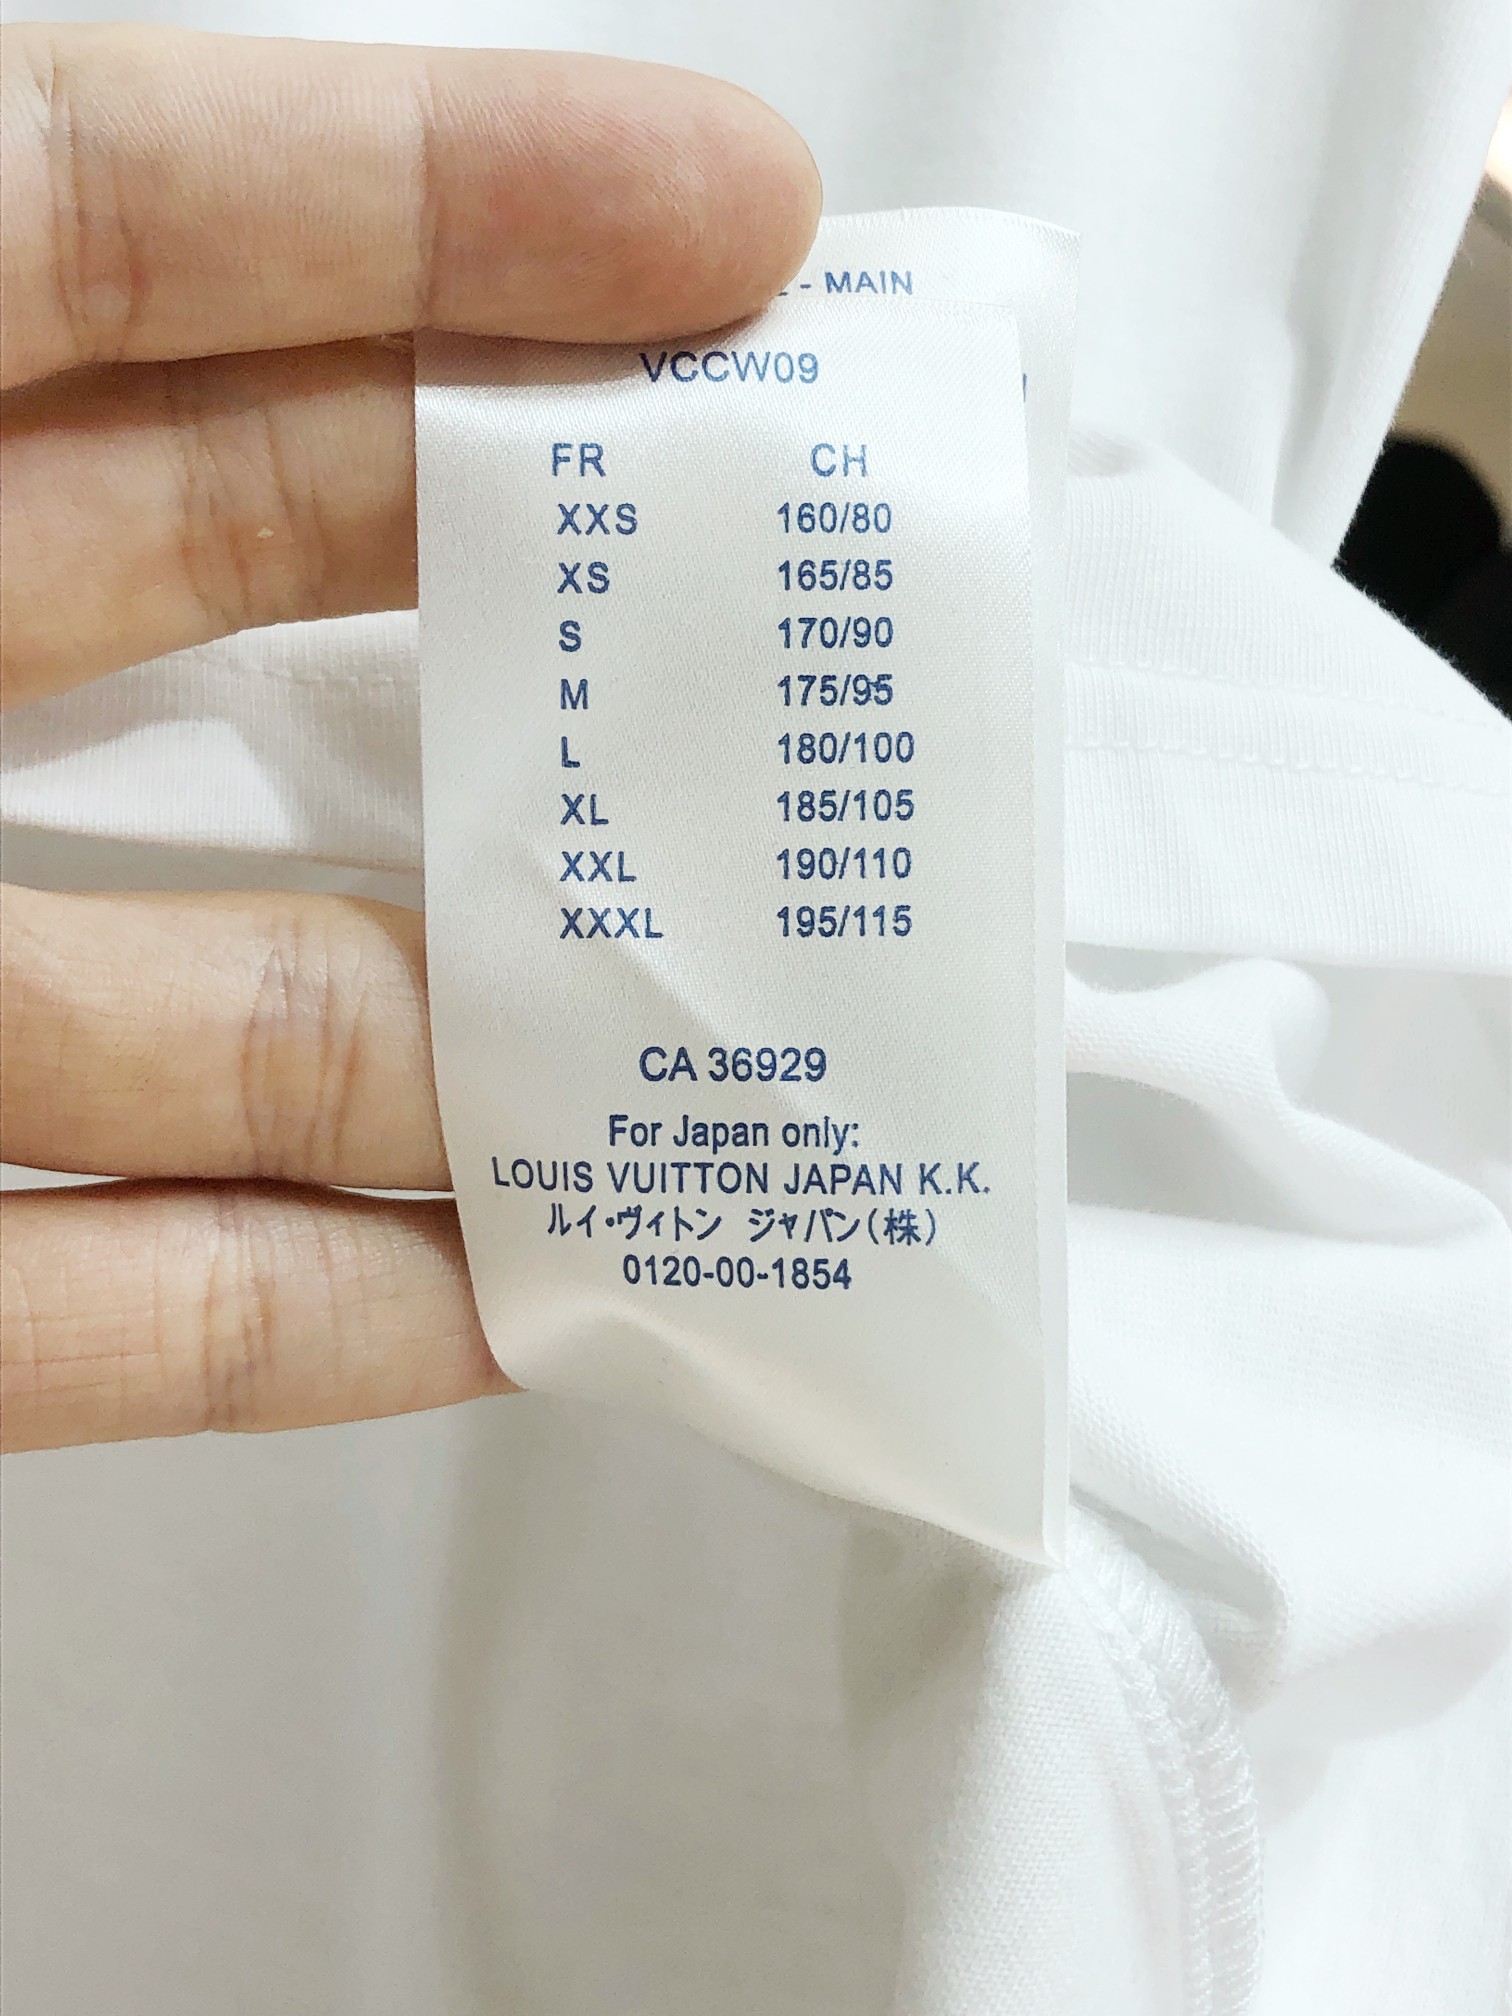 - MAIN
VCCW09
FR CH
XXS 160/80
XS 165/85
S 170/90
M 175/95
L 180/100
XL 185/105
XXL 190/110
XXXL 195/115
CA 36929
For Japan only:
LOUIS VUITTON JAPAN K.K.
ルイ・ヴィトン ジャパン(株)
0120-00-1854